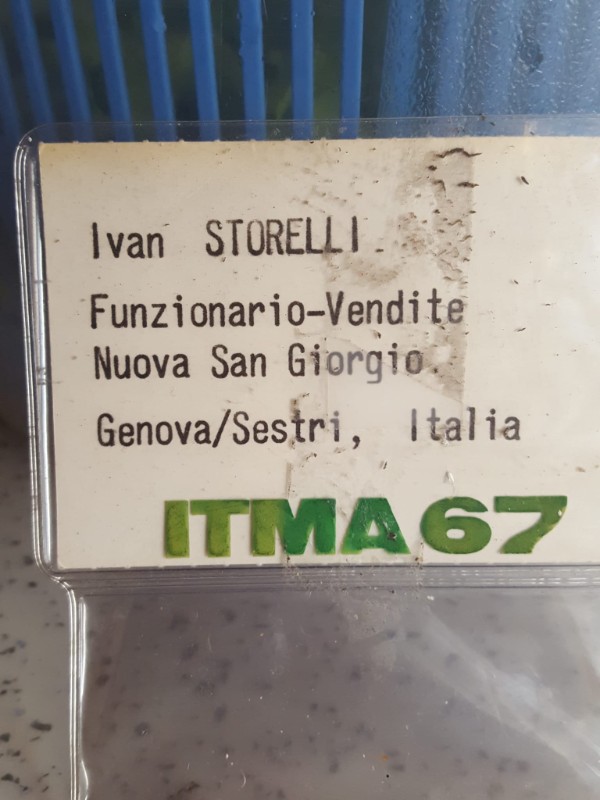 Ivan STORELLI.
Funzionario-Vendite
Nuova San Giorgio.
Genova/Sestri, Italia
ITMA 67